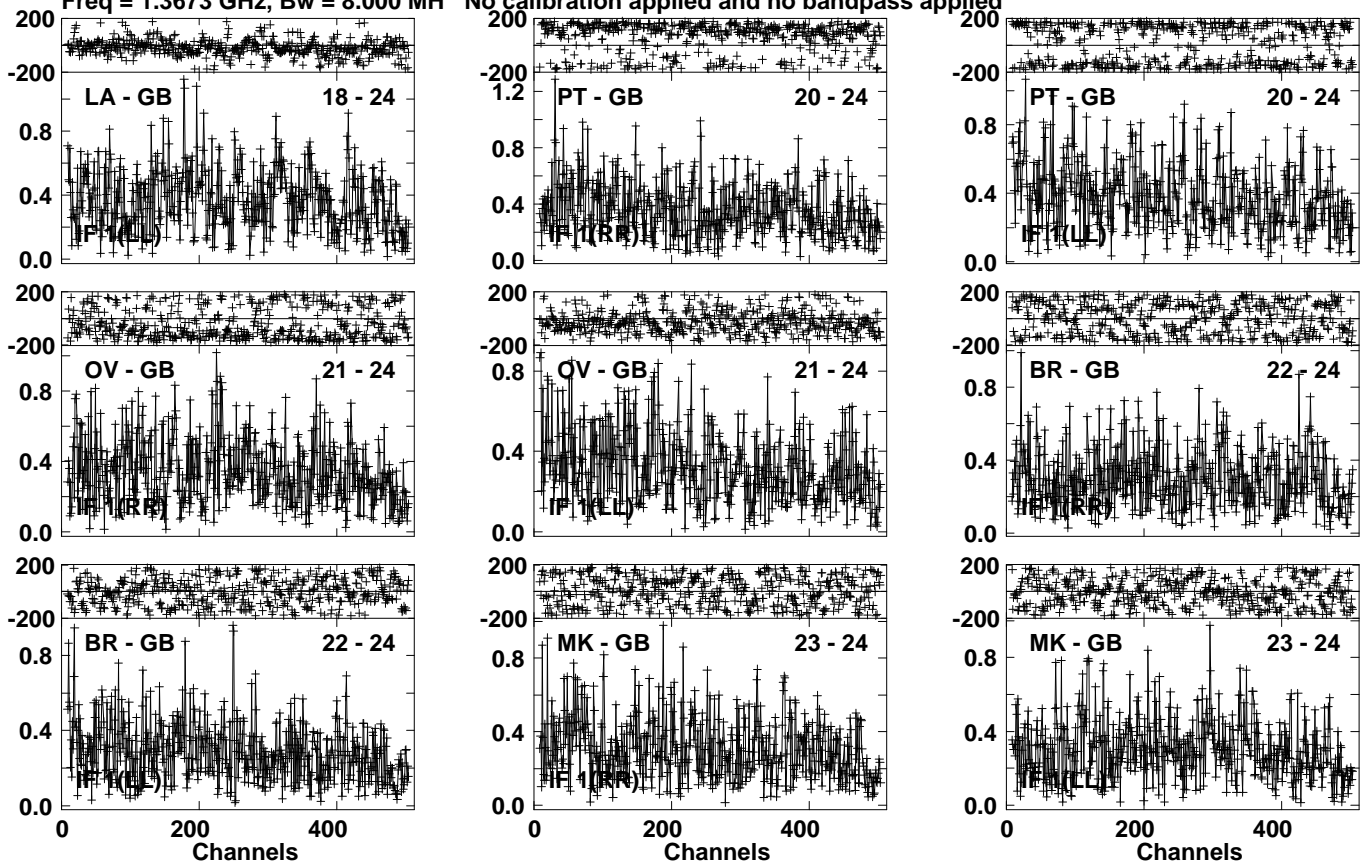 Freq = 1.3673 GHz, Bw = 8.000 MH No calibration applied and no bandpass applied
200 200 200
-200 -200 -200
LA - GB 18 - 24 PT - GB 20 - 24 PT - GB 20 - 24
1.2
0.8 0.8 0.8
0.4 0.4 0.4
IF 1(LL) IF 1(RR) IF 1(LL)
0.0 0.0 0.0
200 200 200
-200 -200 -200
OV - GB 21 - 24 OV - GB 21 - 24 BR - GB 22 - 24
0.8 0.8 0.8
0.4 0.4 0.4
IF 1(RR) IF 1(LL) IF 1(RR)
0.0 0.0 0.0
200 200 200
-200 -200 -200
BR - GB 22 - 24 MK - GB 23 - 24 MK - GB 23 - 24
0.8 0.8 0.8
0.4 0.4 0.4
IF 1(LL) IF 1(RR) IF 1(LL)
0.0 0.0 0.0
0 200 400 0 200 400 0 200 400
Channels Channels Channels